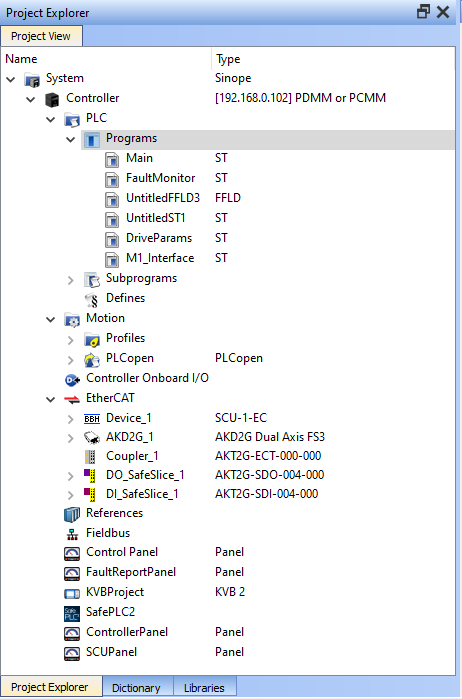 Project Explorer
Project View
Name Type
System Sinope
Controller [192.168.0.102] PDMM or PCMM
PLC
Programs
Main ST
FaultMonitor ST
UntitledFFLD3 FFLD
UntitledST1 ST
DriveParams ST
M1_Interface ST
Subprograms
Defines
Motion
Profiles
PLCopen PLCopen
Controller Onboard I/O
EtherCAT
BBH Device_1 SCU-1-EC
AKD2G_1 AKD2G Dual Axis FS3
Coupler_1 AKT2G-ECT-000-000
DO_SafeSlice_1 AKT2G-SDO-004-000
DI_SafeSlice_1 AKT2G-SDI-004-000
References
Fieldbus
Control Panel Panel
FaultReportPanel Panel
KVBProject KVB 2
SafePLC2
ControllerPanel Panel
SCUPanel Panel
Project Explorer Dictionary Libraries